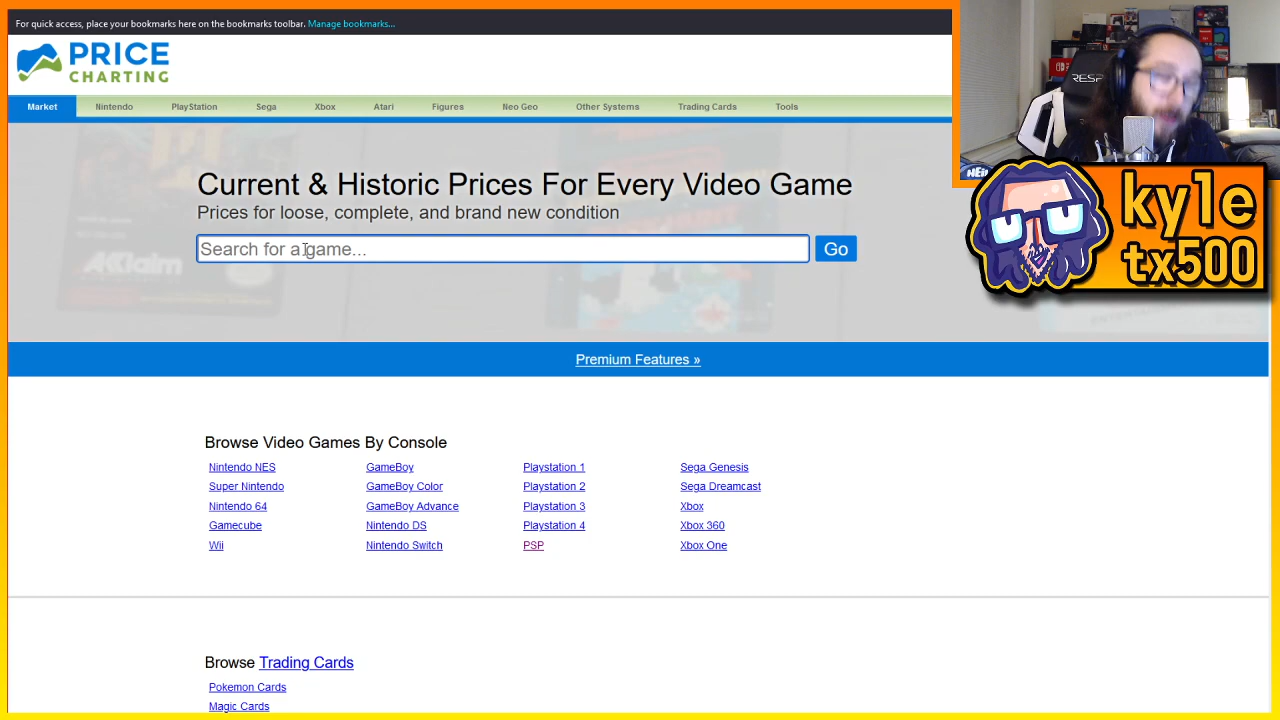 For quick access, place your bookmarks here on the bookmarks toolbar. Manage bookmarks...
PRICE
CHARTING
Market Nintendo PlayStation Sega Xbox Atari Figures Neo Geo Other Systems Trading Cards Tools
Current & Historic Prices For Every Video Game
Prices for loose, complete, and brand new condition
Search for a game... Go
AKClaim
Premium Features »
kyle
tx500
Browse Video Games By Console
Nintendo NES GameBoy Playstation 1 Sega Genesis
Super Nintendo GameBoy Color Playstation 2 Sega Dreamcast
Nintendo 64 GameBoy Advance Playstation 3 Xbox
Gamecube Nintendo DS Playstation 4 Xbox 360
Wii Nintendo Switch PSP Xbox One
Browse Trading Cards
Pokemon Cards
Magic Cards